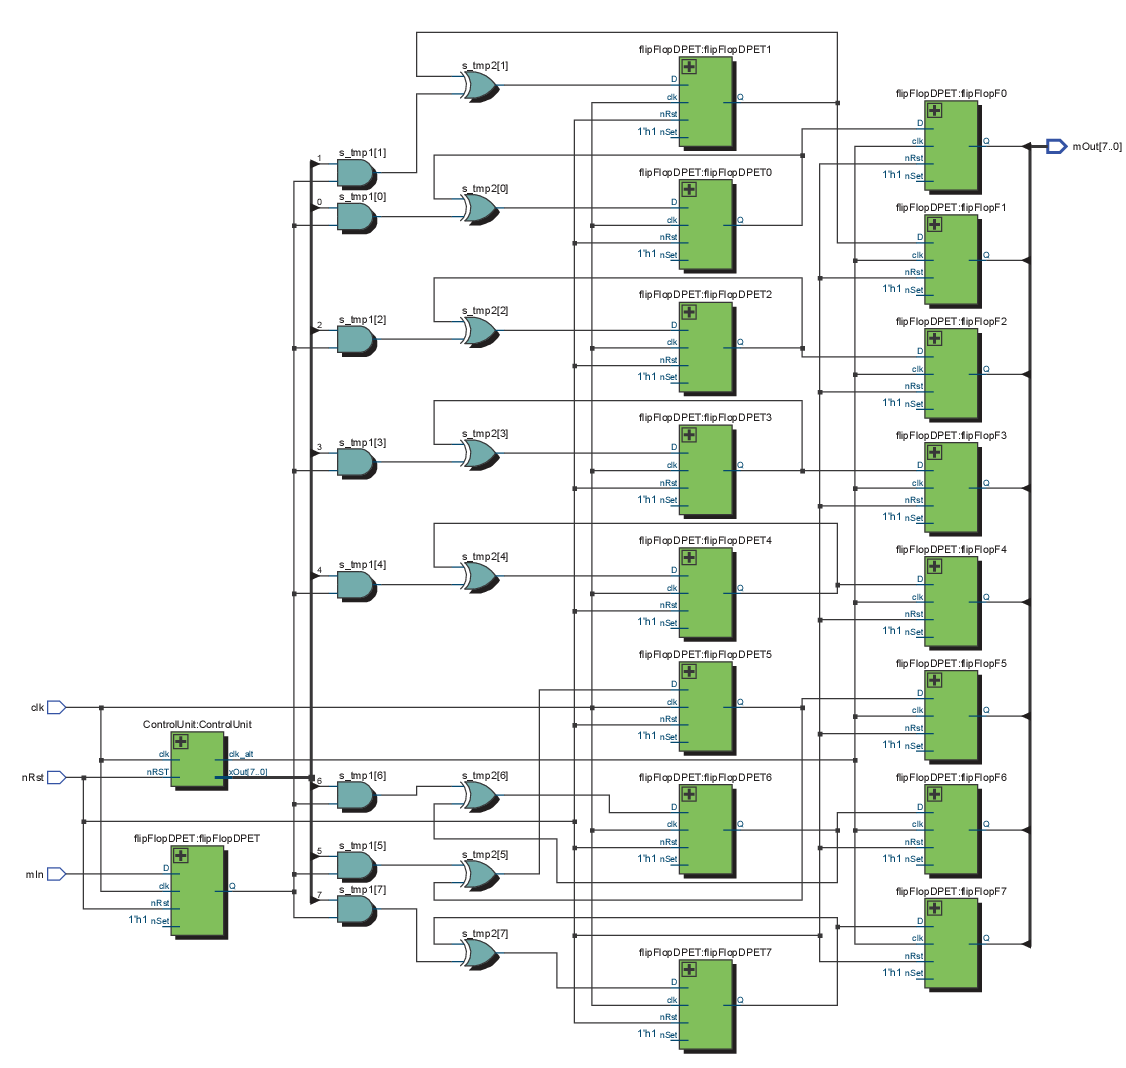 flipFlopDPET:flipFlopDPET1
s_tmp2[1]
D
clk
Q
nRst
1'h1 nSet
flipFlopDPET:flipFlopF0
D
clk
Q
nRst
1'h1 nSet
mOut[7..0]
s_tmp1[1]
1
flipFlopDPET:flipFlopDPET0
s_tmp2[0]
s_tmp1[0]
0
D
clk
Q
nRst
1'h1 nSet
flipFlopDPET:flipFlopF1
D
clk
Q
nRst
1'h1 nSet
flipFlopDPET:flipFlopDPET2
s_tmp2[2]
s_tmp1[2]
2
D
clk
Q
nRst
1'h1 nSet
flipFlopDPET:flipFlopF2
D
clk
Q
nRst
1'h1 nSet
flipFlopDPET:flipFlopDPET3
s_tmp2[3]
s_tmp1[3]
3
D
clk
Q
nRst
1'h1 nSet
flipFlopDPET:flipFlopF3
D
clk
Q
nRst
1'h1 nSet
flipFlopDPET:flipFlopDPET4
s_tmp2[4]
s_tmp1[4]
4
D
clk
Q
nRst
1'h1 nSet
flipFlopDPET:flipFlopF4
D
clk
Q
nRst
1'h1 nSet
flipFlopDPET:flipFlopDPET5
D
clk
Q
nRst
1'h1 nSet
flipFlopDPET:flipFlopF5
D
clk
Q
nRst
1'h1 nSet
clk
ControlUnit:ControlUnit
clk
clk_alt
nRst
nRST
xOut[7..0]
flipFlopDPET:flipFlopDPET6
s_tmp1[6]
s_tmp2[6]
6
D
clk
Q
nRst
1'h1 nSet
flipFlopDPET:flipFlopF6
D
clk
Q
nRst
1'h1 nSet
flipFlopDPET:flipFlopDPET
mIn
D
clk
Q
nRst
1'h1 nSet
s_tmp1[5]
5
s_tmp2[5]
s_tmp1[7]
7
s_tmp2[7]
flipFlopDPET:flipFlopF7
D
clk
Q
nRst
1'h1 nSet
flipFlopDPET:flipFlopDPET7
D
clk
Q
nRst
1'h1 nSet